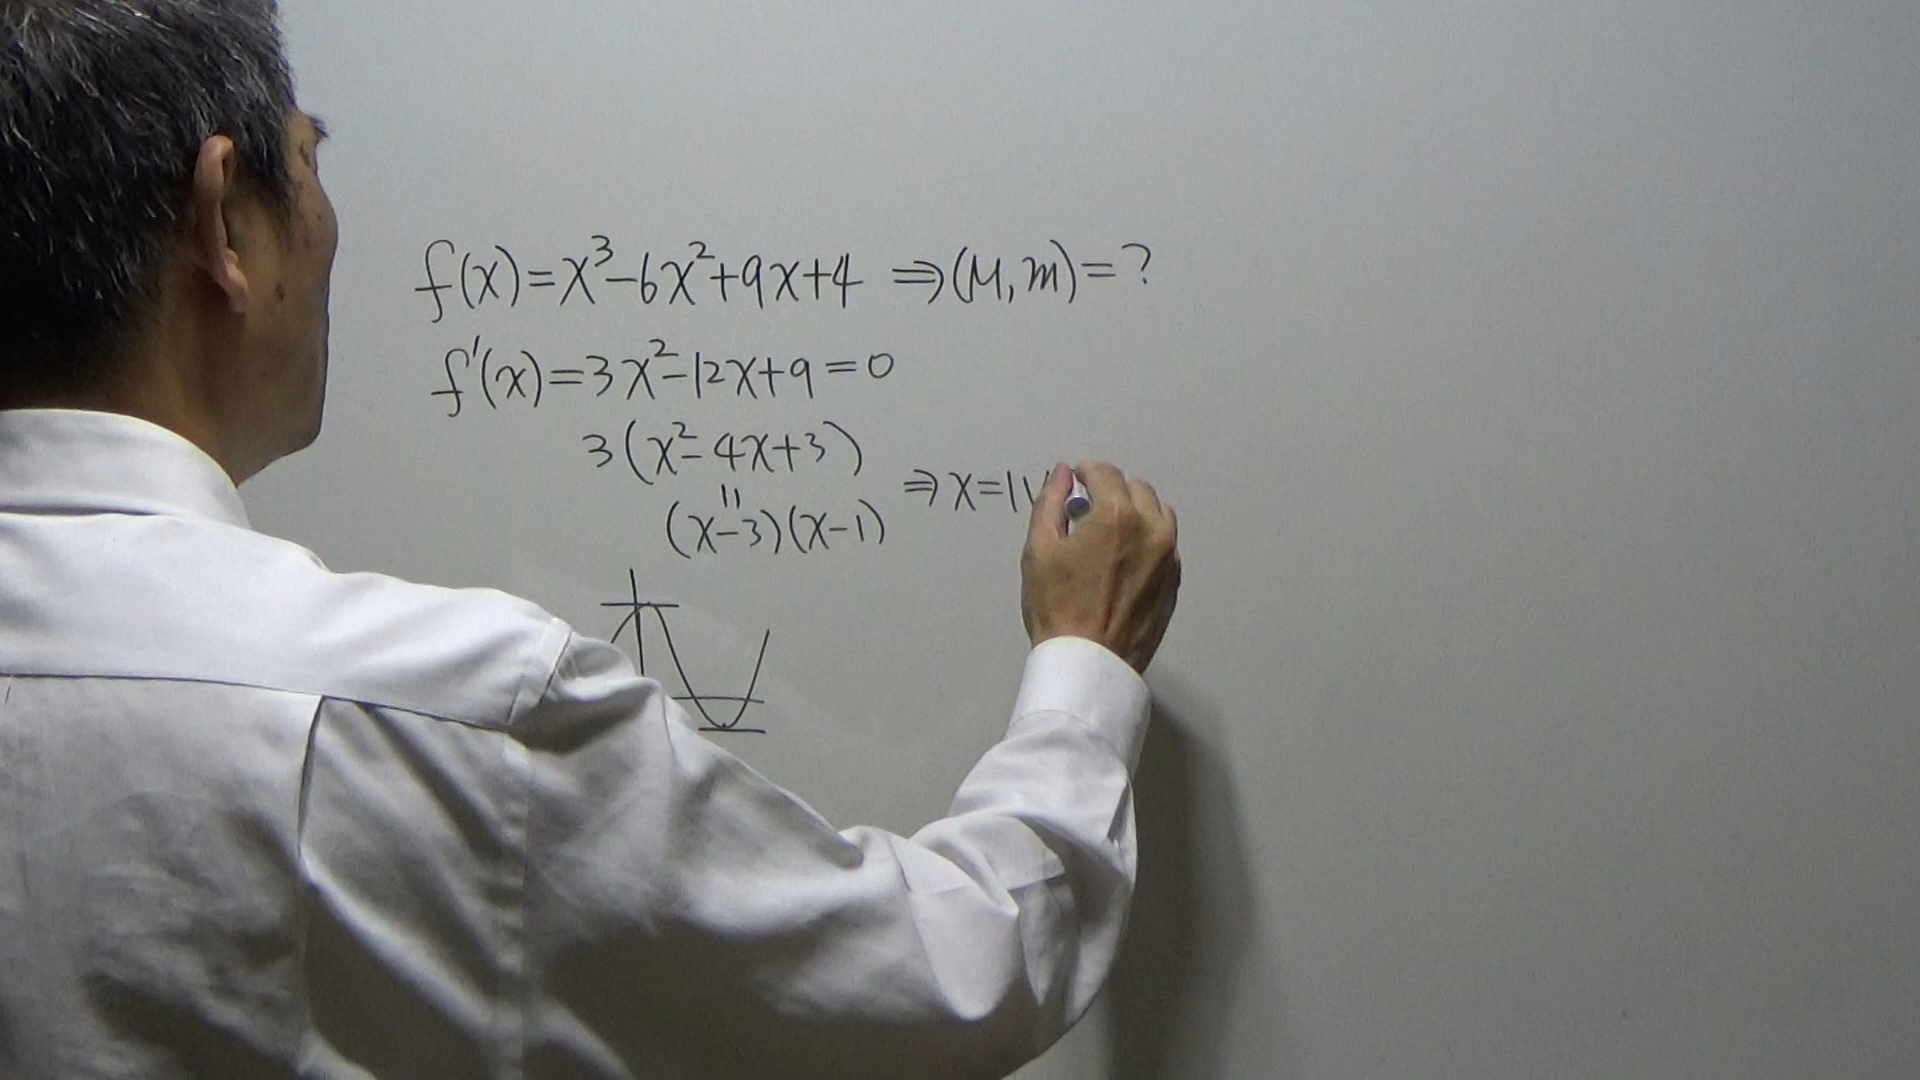 f(x)=x³-6x²+9x+4 ⇒(M,m)=?
f'(x)=3x²-12x+9=0
3(x²-4x+3)
||
(x-3)(x-1) ⇒x=1